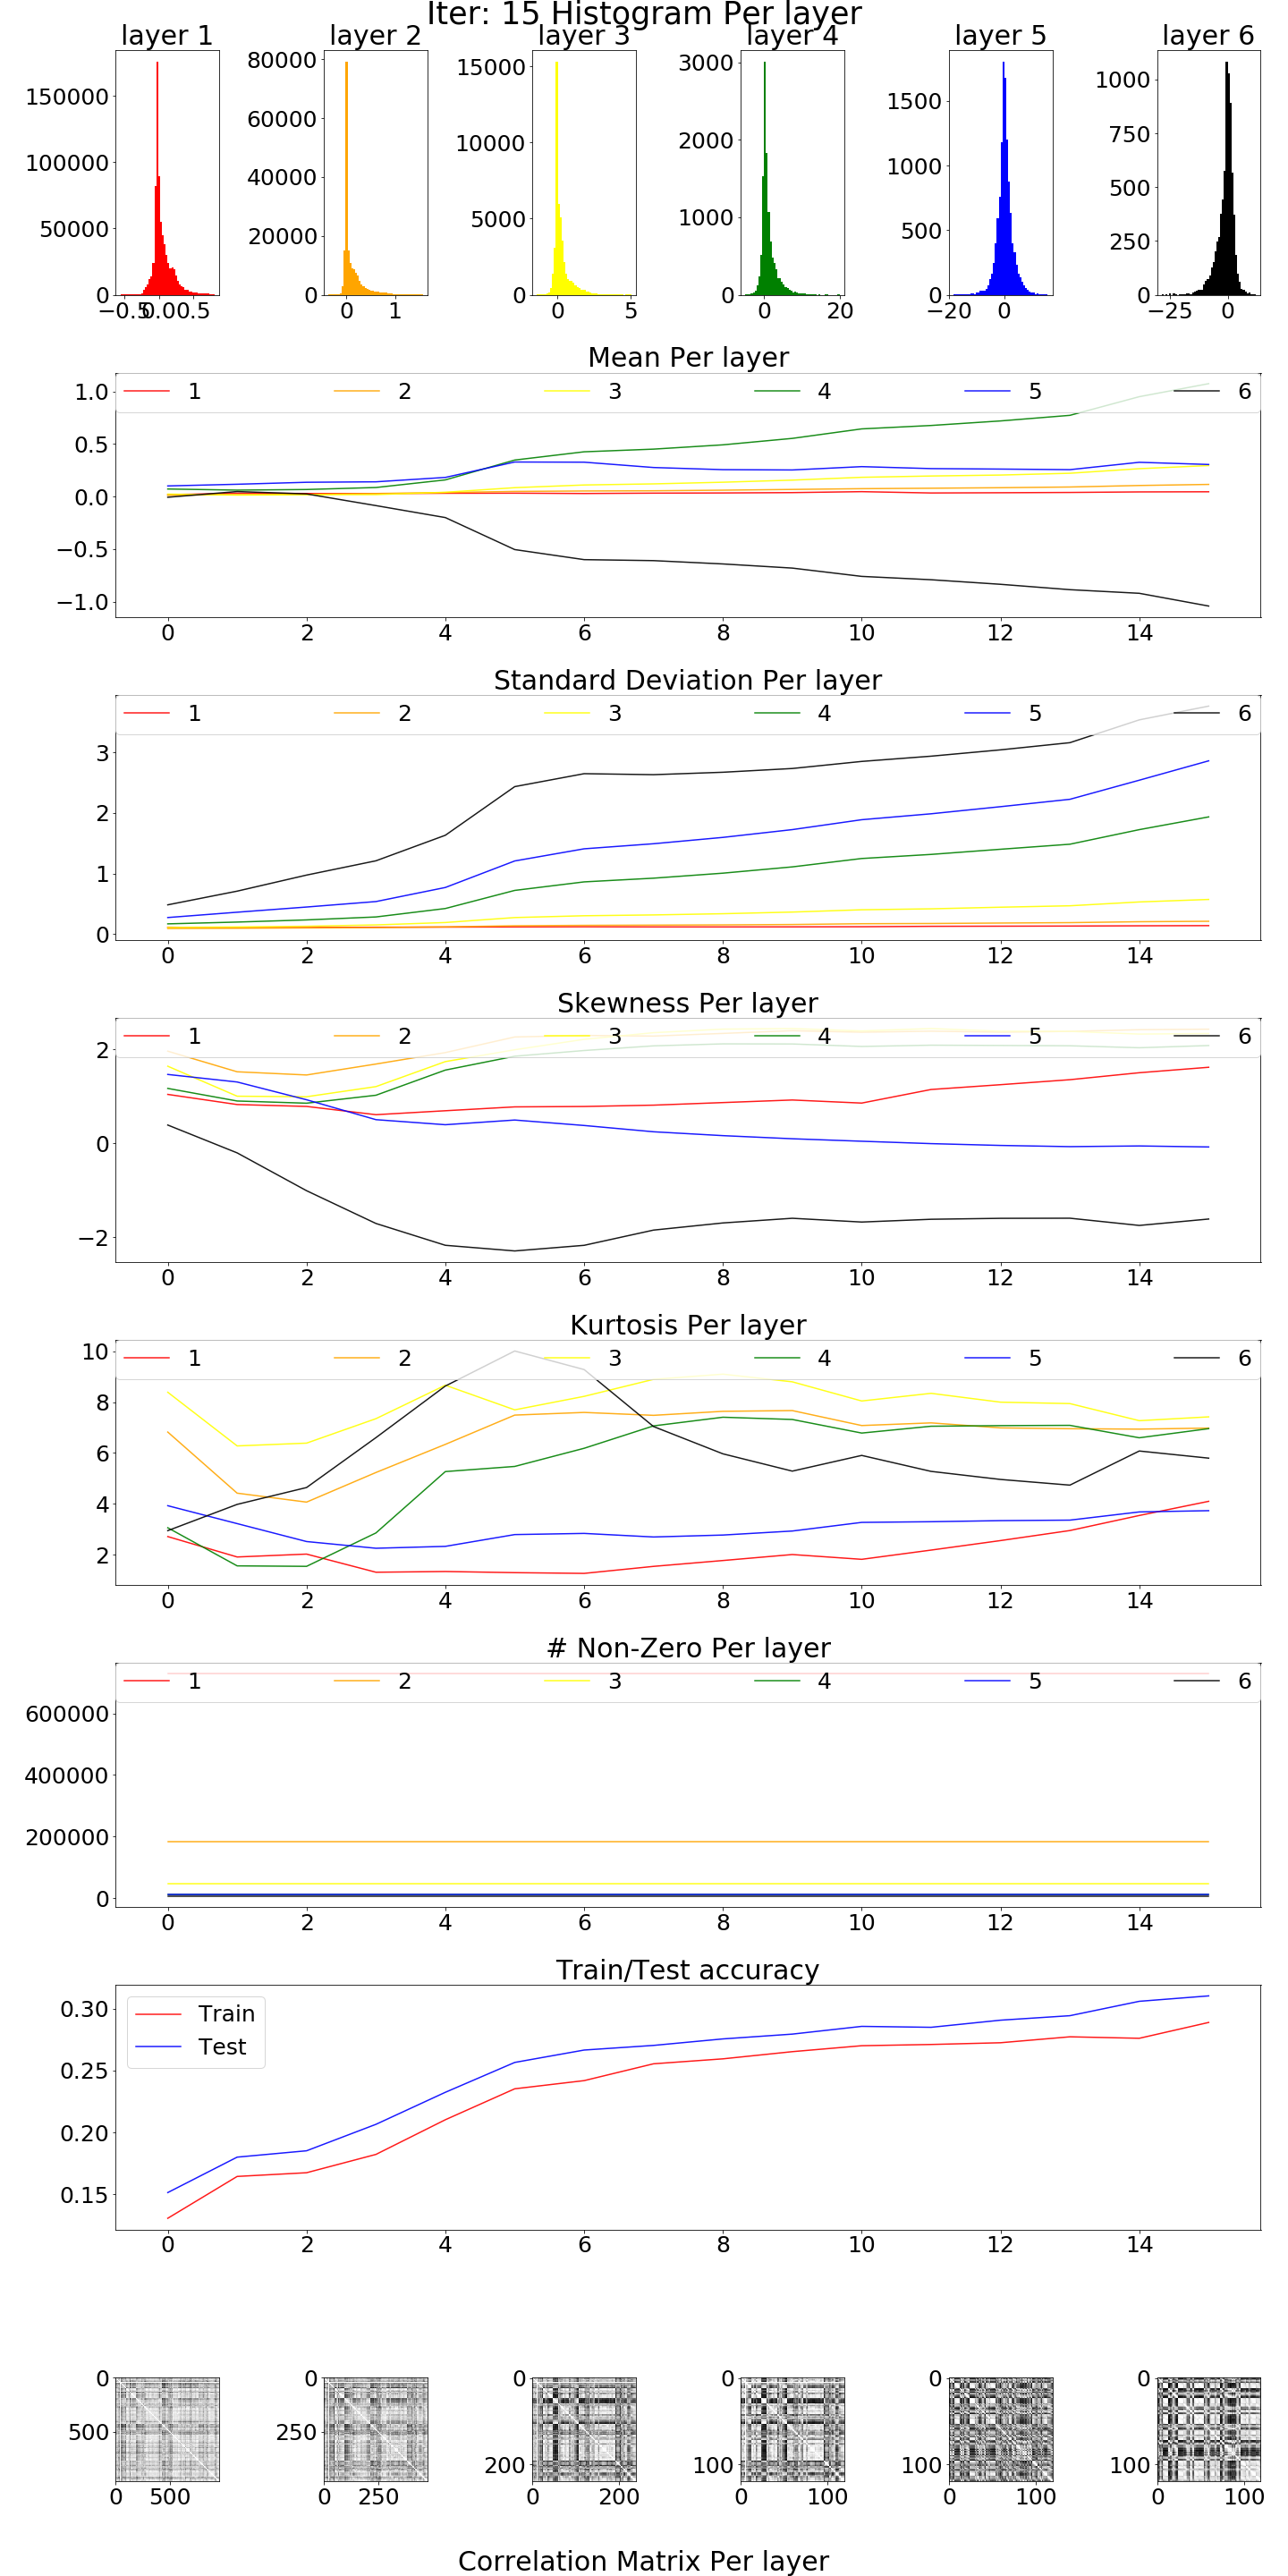 Iter: 15 Histogram Per layer
layer 1 layer 2 layer 3 layer 4 layer 5 layer 6
150000 100000 50000 0
−0.5 0.0 0.5
80000 60000 40000 20000 0
0 1
15000 10000 5000 0
0 5
3000 2000 1000 0
0 20
1500 1000 500 0
−20 0
1000 750 500 250 0
−25 0
Mean Per layer
1 2 3 4 5 6
1.0
0.5
0.0
−0.5
−1.0
0 2 4 6 8 10 12 14
Standard Deviation Per layer
1 2 3 4 5 6
3
2
1
0
0 2 4 6 8 10 12 14
Skewness Per layer
1 2 3 4 5 6
2
0
−2
0 2 4 6 8 10 12 14
Kurtosis Per layer
1 2 3 4 5 6
10
8
6
4
2
0 2 4 6 8 10 12 14
# Non-Zero Per layer
1 2 3 4 5 6
600000
400000
200000
0
0 2 4 6 8 10 12 14
Train/Test accuracy
Train
Test
0.30
0.25
0.20
0.15
0 2 4 6 8 10 12 14
0 500
0 500
0 250
0 250
0 200
0 200
0 100
0 100
0 100
0 100
0 100
0 100
Correlation Matrix Per layer